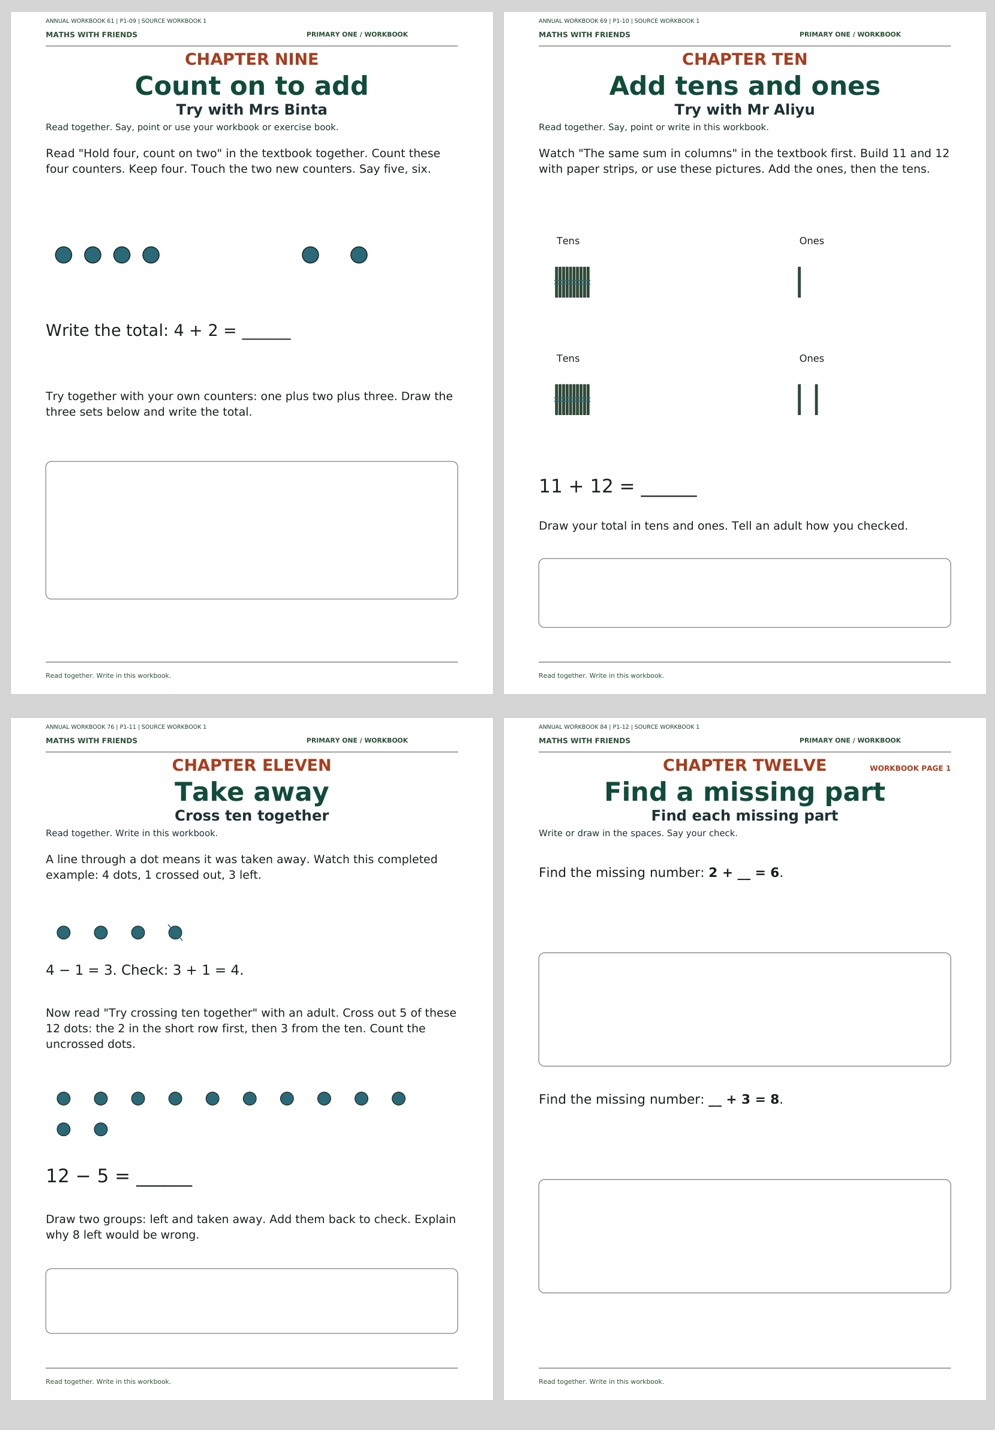 ANNUAL WORKBOOK 61 | P1-09 | SOURCE WORKBOOK 1
MATHS WITH FRIENDS
PRIMARY ONE / WORKBOOK
CHAPTER NINE
Count on to add
Try with Mrs Binta
Read together. Say, point or use your workbook or exercise book.
Read "Hold four, count on two" in the textbook together. Count these
four counters. Keep four. Touch the two new counters. Say five, six.
Write the total: 4 + 2 = ______
Try together with your own counters: one plus two plus three. Draw the
three sets below and write the total.
Read together. Write in this workbook.
ANNUAL WORKBOOK 69 | P1-10 | SOURCE WORKBOOK 1
MATHS WITH FRIENDS
PRIMARY ONE / WORKBOOK
CHAPTER TEN
Add tens and ones
Try with Mr Aliyu
Read together. Say, point or write in this workbook.
Watch "The same sum in columns" in the textbook first. Build 11 and 12
with paper strips, or use these pictures. Add the ones, then the tens.
Tens
Ones
Tens
Ones
11 + 12 = ______
Draw your total in tens and ones. Tell an adult how you checked.
Read together. Write in this workbook.
ANNUAL WORKBOOK 76 | P1-11 | SOURCE WORKBOOK 1
MATHS WITH FRIENDS
PRIMARY ONE / WORKBOOK
CHAPTER ELEVEN
Take away
Cross ten together
Read together. Write in this workbook.
A line through a dot means it was taken away. Watch this completed
example: 4 dots, 1 crossed out, 3 left.
4 − 1 = 3. Check: 3 + 1 = 4.
Now read "Try crossing ten together" with an adult. Cross out 5 of these
12 dots: the 2 in the short row first, then 3 from the ten. Count the
uncrossed dots.
12 − 5 = ______
Draw two groups: left and taken away. Add them back to check. Explain
why 8 left would be wrong.
Read together. Write in this workbook.
ANNUAL WORKBOOK 84 | P1-12 | SOURCE WORKBOOK 1
MATHS WITH FRIENDS
PRIMARY ONE / WORKBOOK
CHAPTER TWELVE
WORKBOOK PAGE 1
Find a missing part
Find each missing part
Write or draw in the spaces. Say your check.
Find the missing number: 2 + __ = 6.
Find the missing number: __ + 3 = 8.
Read together. Write in this workbook.